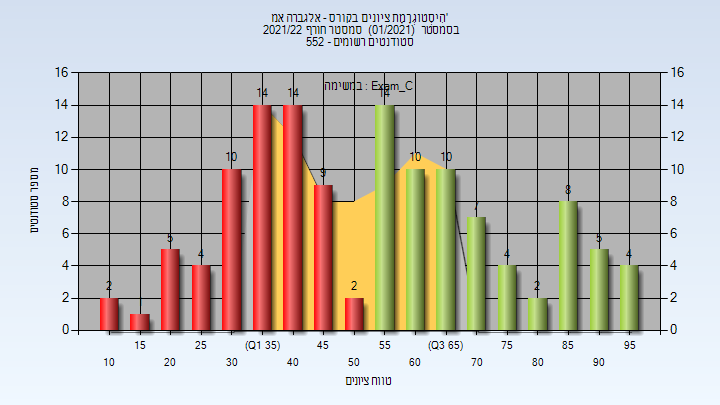 היסטוגרמת ציונים בקורס - אלגברה אמ'
בסמסטר (01/2021) סמסטר חורף 2021/22
סטודנטים רשומים - 552
במשימה : Exam_C
16 16
14 14 14 14 14
12 12
10 10 10 10 10
9
8 8 8
7
6 6
5 5
4 4 4 4 4
2 2 2 2 2
0 0
15 25 (Q1 35) 45 55 (Q3 65) 75 85 95
10 20 30 40 50 60 70 80 90
מספר סטודנטים
טווח ציונים